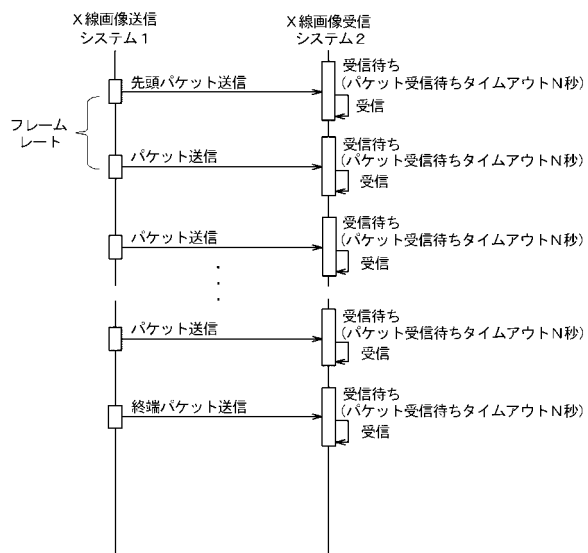 X線画像送信
システム1
X線画像受信
システム2
受信待ち
(パケット受信待ちタイムアウトN秒)
先頭パケット送信
受信
フレーム
レート
受信待ち
(パケット受信待ちタイムアウトN秒)
パケット送信
受信
受信待ち
(パケット受信待ちタイムアウトN秒)
パケット送信
受信
受信待ち
(パケット受信待ちタイムアウトN秒)
パケット送信
受信
受信待ち
(パケット受信待ちタイムアウトN秒)
終端パケット送信
受信